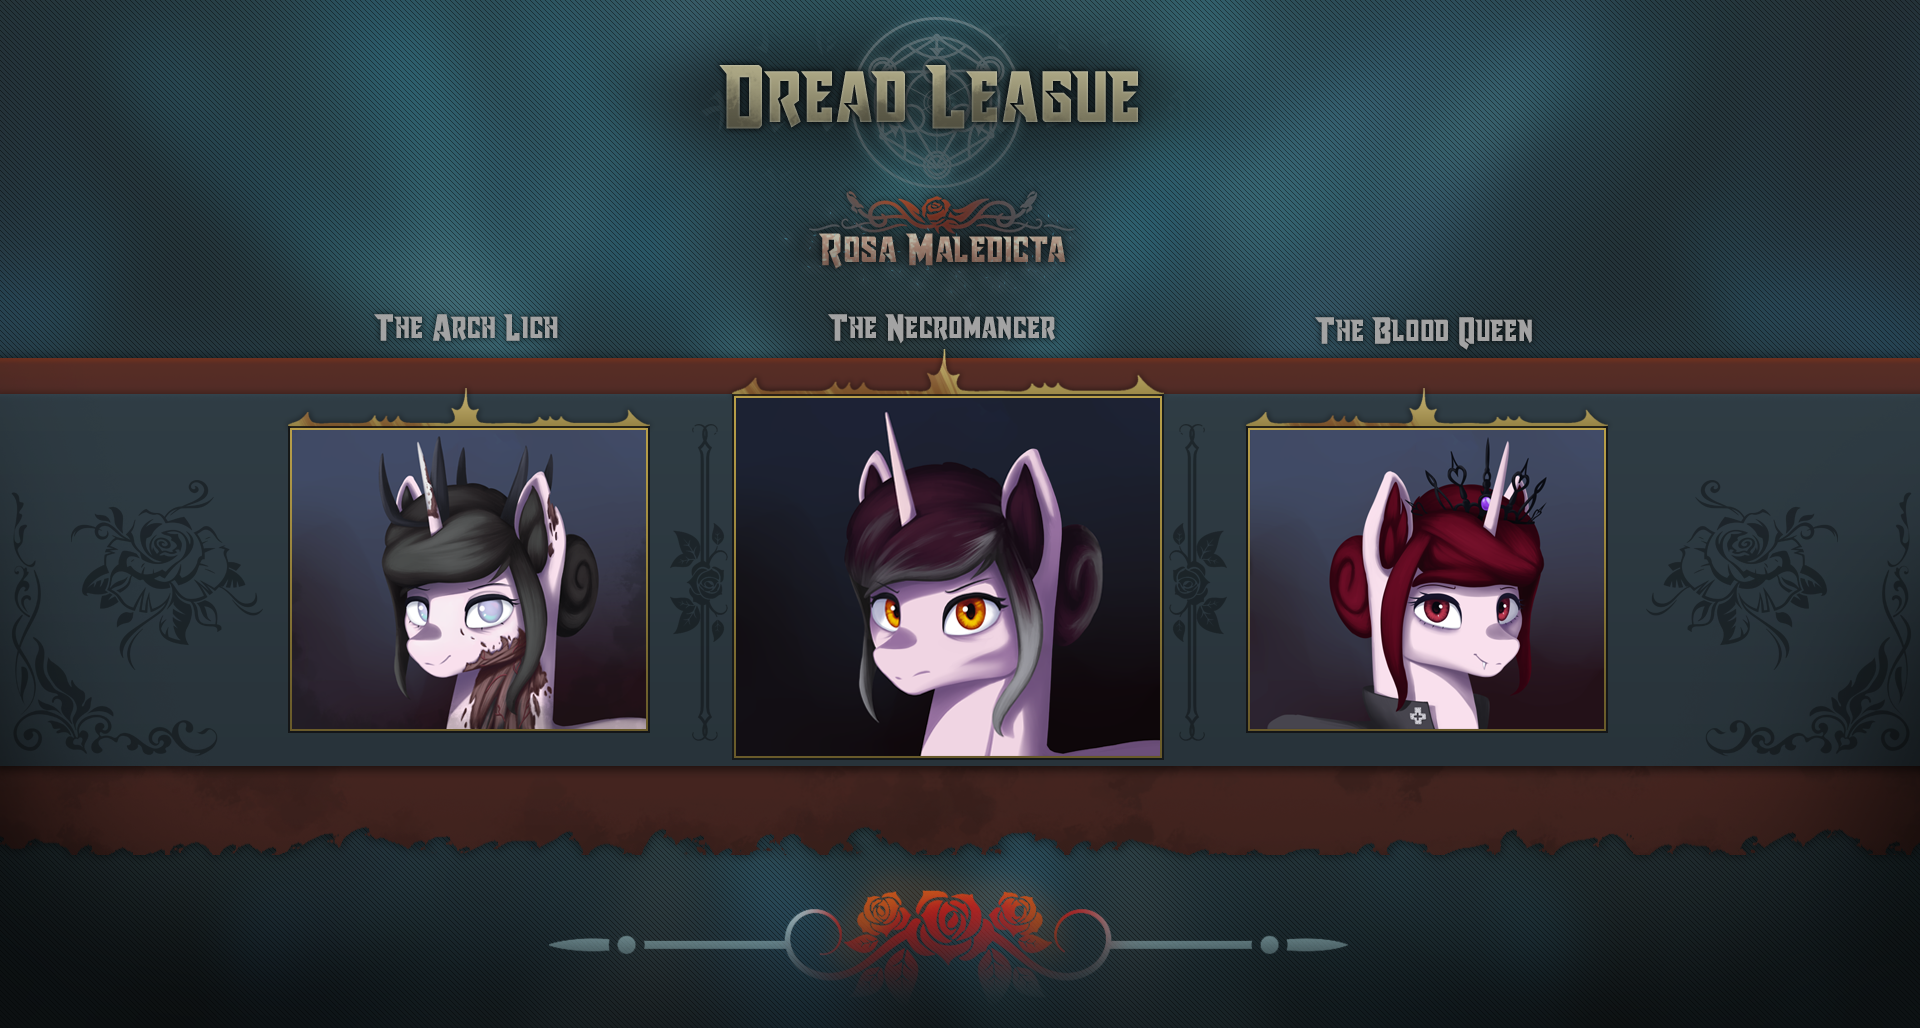 Dread League
Rosa Maledicta
The Arch Lich
The Necromancer
The Blood Queen